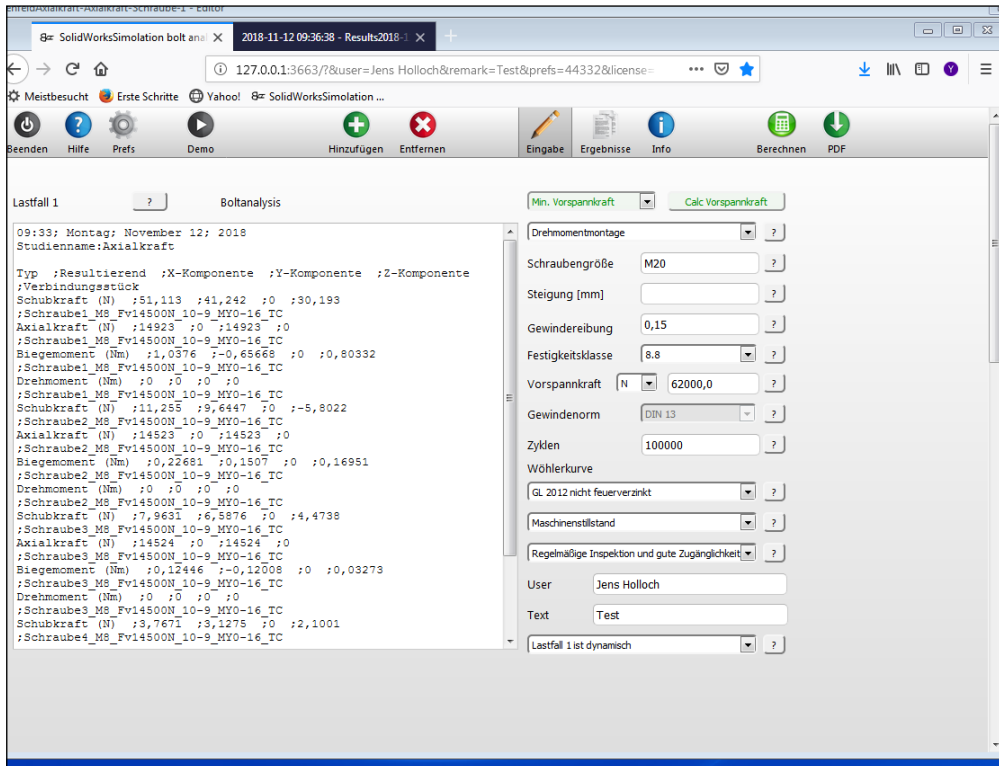 enfeldAxialkraft-Axialkraft-Schraube-1 - Editor
SolidWorksSimolation bolt anal
2018-11-12 09:36:38 - Results2018-1
127.0.0.1:3663/?&user=Jens Holloch&remark=Test&prefs=44332&license=
Meistbesucht Erste Schritte Yahoo! SolidWorksSimolation ...
Beenden Hilfe Prefs Demo Hinzufügen Entfernen Eingabe Ergebnisse Info Berechnen PDF
Lastfall 1 ? Boltanalysis
09:33; Montag; November 12; 2018
Studienname:Axialkraft
Typ ;Resultierend ;X-Komponente ;Y-Komponente ;Z-Komponente
;Verbindungsstück
Schubkraft (N) ;51,113 ;41,242 ;0 ;30,193
;Schraube1_M8_Fv14500N_10-9_MY0-16_TC
Axialkraft (N) ;14923 ;0 ;14923 ;0
;Schraube1_M8_Fv14500N_10-9_MY0-16_TC
Biegemoment (Nm) ;1,0376 ;-0,65668 ;0 ;0,80332
;Schraube1_M8_Fv14500N_10-9_MY0-16_TC
Drehmoment (Nm) ;0 ;0 ;0 ;0
;Schraube1_M8_Fv14500N_10-9_MY0-16_TC
Schubkraft (N) ;11,255 ;9,6447 ;0 ;-5,8022
;Schraube2_M8_Fv14500N_10-9_MY0-16_TC
Axialkraft (N) ;14523 ;0 ;14523 ;0
;Schraube2_M8_Fv14500N_10-9_MY0-16_TC
Biegemoment (Nm) ;0,22681 ;0,1507 ;0 ;0,16951
;Schraube2_M8_Fv14500N_10-9_MY0-16_TC
Drehmoment (Nm) ;0 ;0 ;0 ;0
;Schraube2_M8_Fv14500N_10-9_MY0-16_TC
Schubkraft (N) ;7,9631 ;6,5876 ;0 ;4,4738
;Schraube3_M8_Fv14500N_10-9_MY0-16_TC
Axialkraft (N) ;14524 ;0 ;14524 ;0
;Schraube3_M8_Fv14500N_10-9_MY0-16_TC
Biegemoment (Nm) ;0,12446 ;-0,12008 ;0 ;0,03273
;Schraube3_M8_Fv14500N_10-9_MY0-16_TC
Drehmoment (Nm) ;0 ;0 ;0 ;0
;Schraube3_M8_Fv14500N_10-9_MY0-16_TC
Schubkraft (N) ;3,7671 ;3,1275 ;0 ;2,1001
;Schraube4_M8_Fv14500N_10-9_MY0-16_TC
Min. Vorspannkraft Calc Vorspannkraft
Drehmomentmontage ?
Schraubengröße M20 ?
Steigung [mm] ?
Gewindereibung 0,15 ?
Festigkeitsklasse 8.8 ?
Vorspannkraft N 62000,0 ?
Gewindenorm DIN 13 ?
Zyklen 100000 ?
Wöhlerkurve
GL 2012 nicht feuerverzinkt ?
Maschinenstillstand ?
Regelmäßige Inspektion und gute Zugänglichkeit ?
User Jens Holloch
Text Test
Lastfall 1 ist dynamisch ?